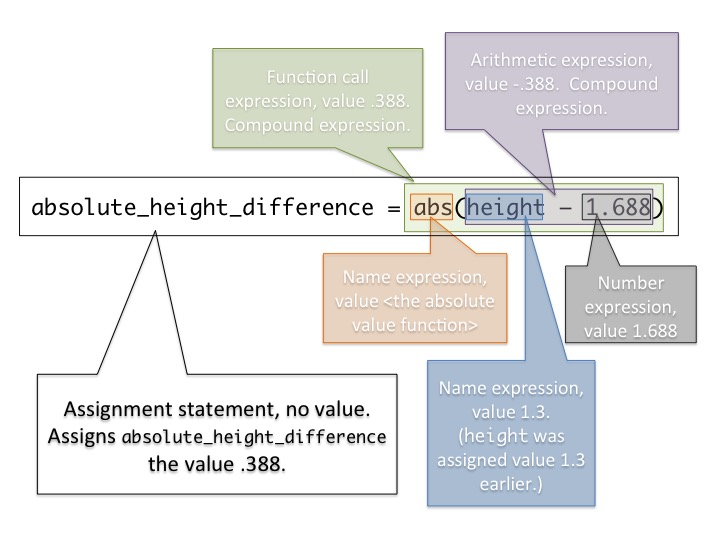 Function call
expression, value .388.
Compound expression.
Arithmetic expression,
value -.388. Compound
expression.
absolute_height_difference = abs(height - 1.688)
Name expression,
value <the absolute
value function>
Number
expression,
value 1.688
Assignment statement, no value.
Assigns absolute_height_difference
the value .388.
Name expression,
value 1.3.
(height was
assigned value 1.3
earlier.)